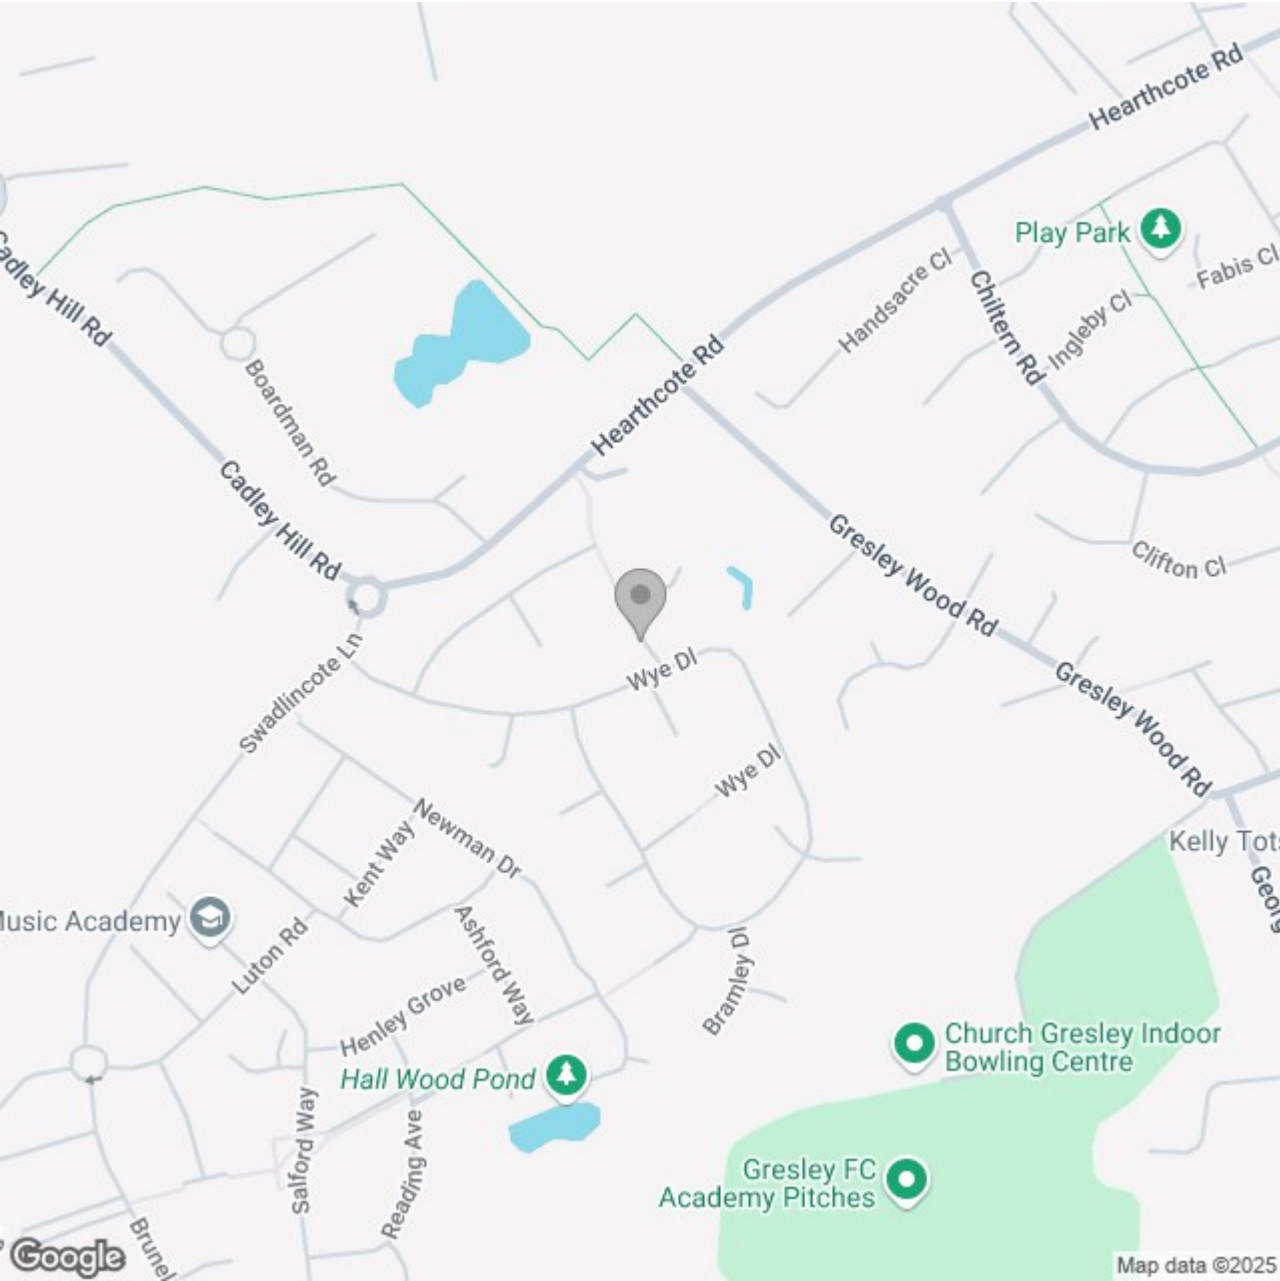 Hearthcote Rd
Play Park
Fabis Cl
Handsacre Cl
Chiltern Rd
Ingleby Cl
Cadley Hill Rd
Hearthcote Rd
Boardman Rd
Cadley Hill Rd
Gresley Wood Rd
Clifton Cl
Swadlincote Ln
Wye Dl
Gresley Wood Rd
Wye Dl
Newman Dr
Kent Way
Kelly Tots
Georg
Music Academy
Luton Rd
Ashford Way
Bramley Dl
Henley Grove
Church Gresley Indoor
Bowling Centre
Hall Wood Pond
Salford Way
Reading Ave
Gresley FC
Academy Pitches
Brunel
Google
Map data ©2025